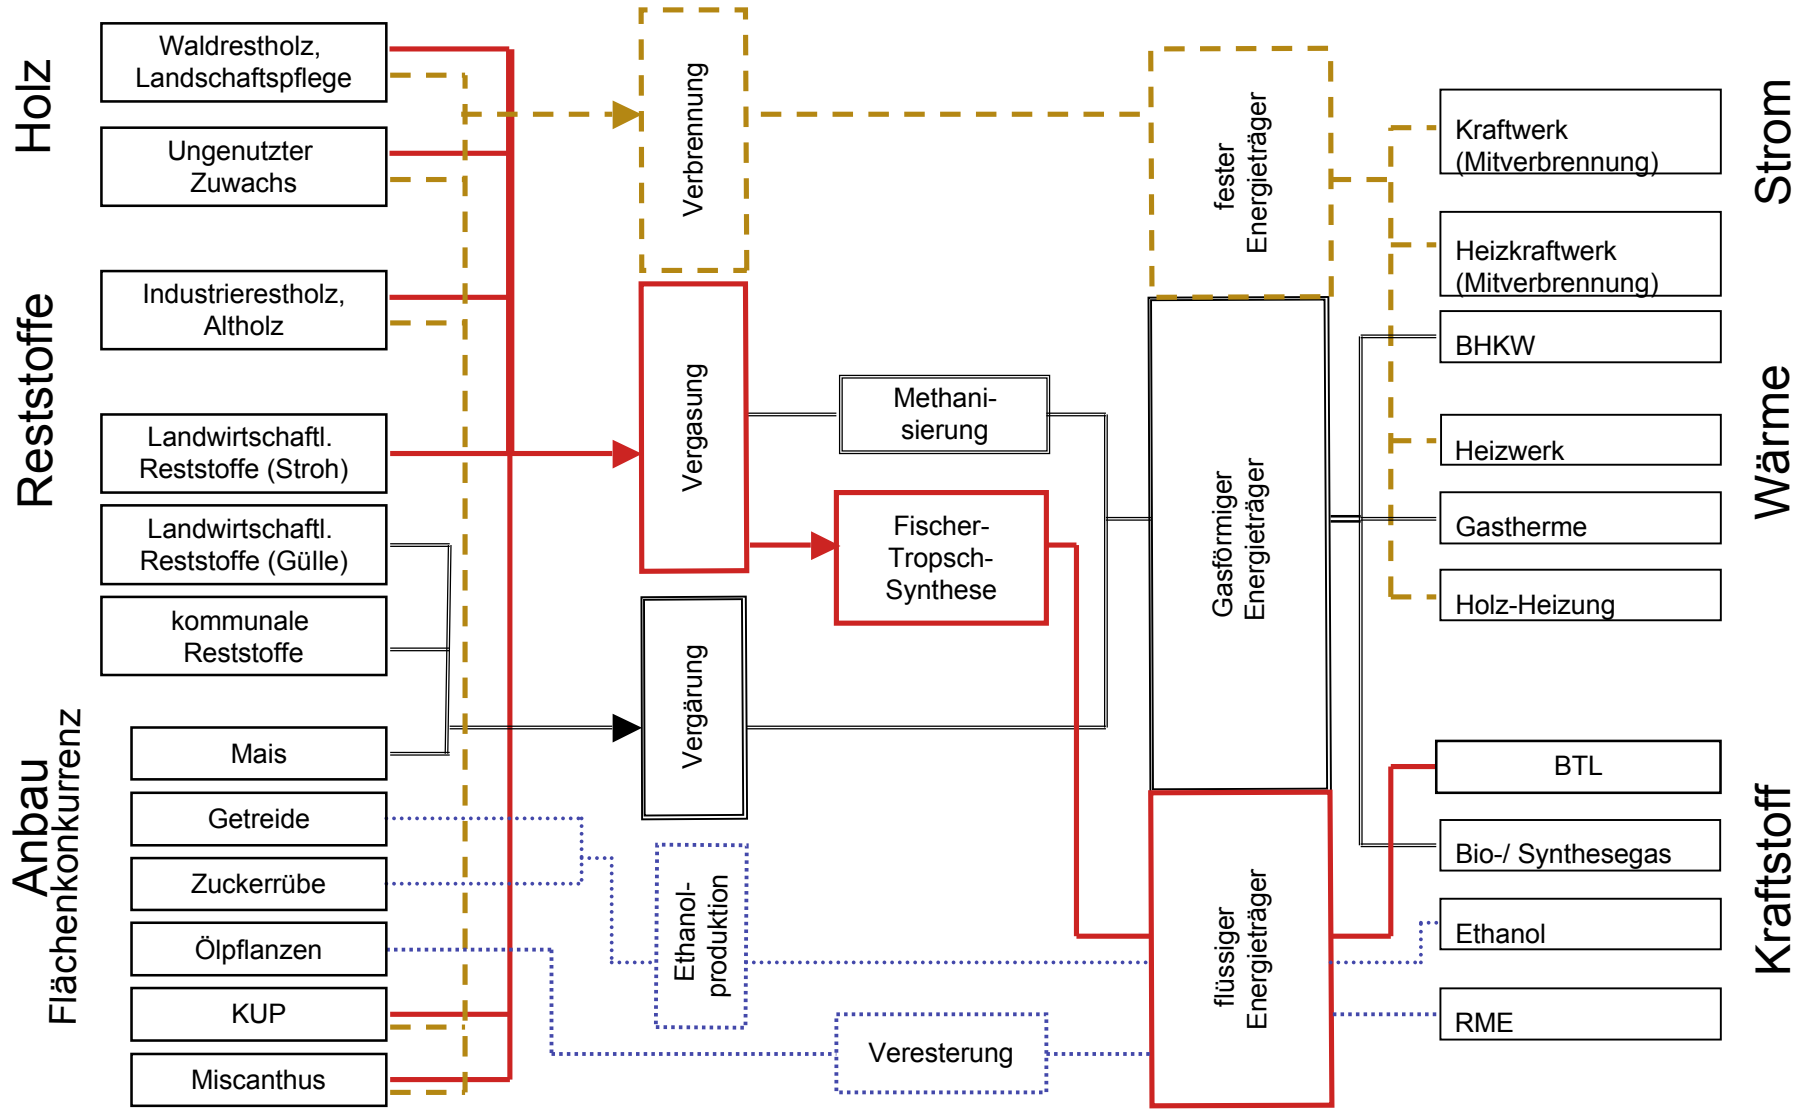 Holz
Waldrestholz,
Landschaftspflege
Ungenutzter
Zuwachs
Reststoffe
Industrierestholz,
Altholz
Landwirtschaftl.
Reststoffe (Stroh)
Landwirtschaftl.
Reststoffe (Gülle)
kommunale
Reststoffe
Anbau
Flächenkonkurrenz
Mais
Getreide
Zuckerrübe
Ölpflanzen
KUP
Miscanthus
Verbrennung
Vergasung
Vergärung
Ethanol-
produktion
Methani-
sierung
Fischer-
Tropsch-
Synthese
Veresterung
fester
Energieträger
Gasförmiger
Energieträger
flüssiger
Energieträger
Kraftwerk
(Mitverbrennung)
Heizkraftwerk
(Mitverbrennung)
BHKW
Heizwerk
Gastherme
Holz-Heizung
BTL
Bio-/ Synthesegas
Ethanol
RME
Strom
Wärme
Kraftstoff